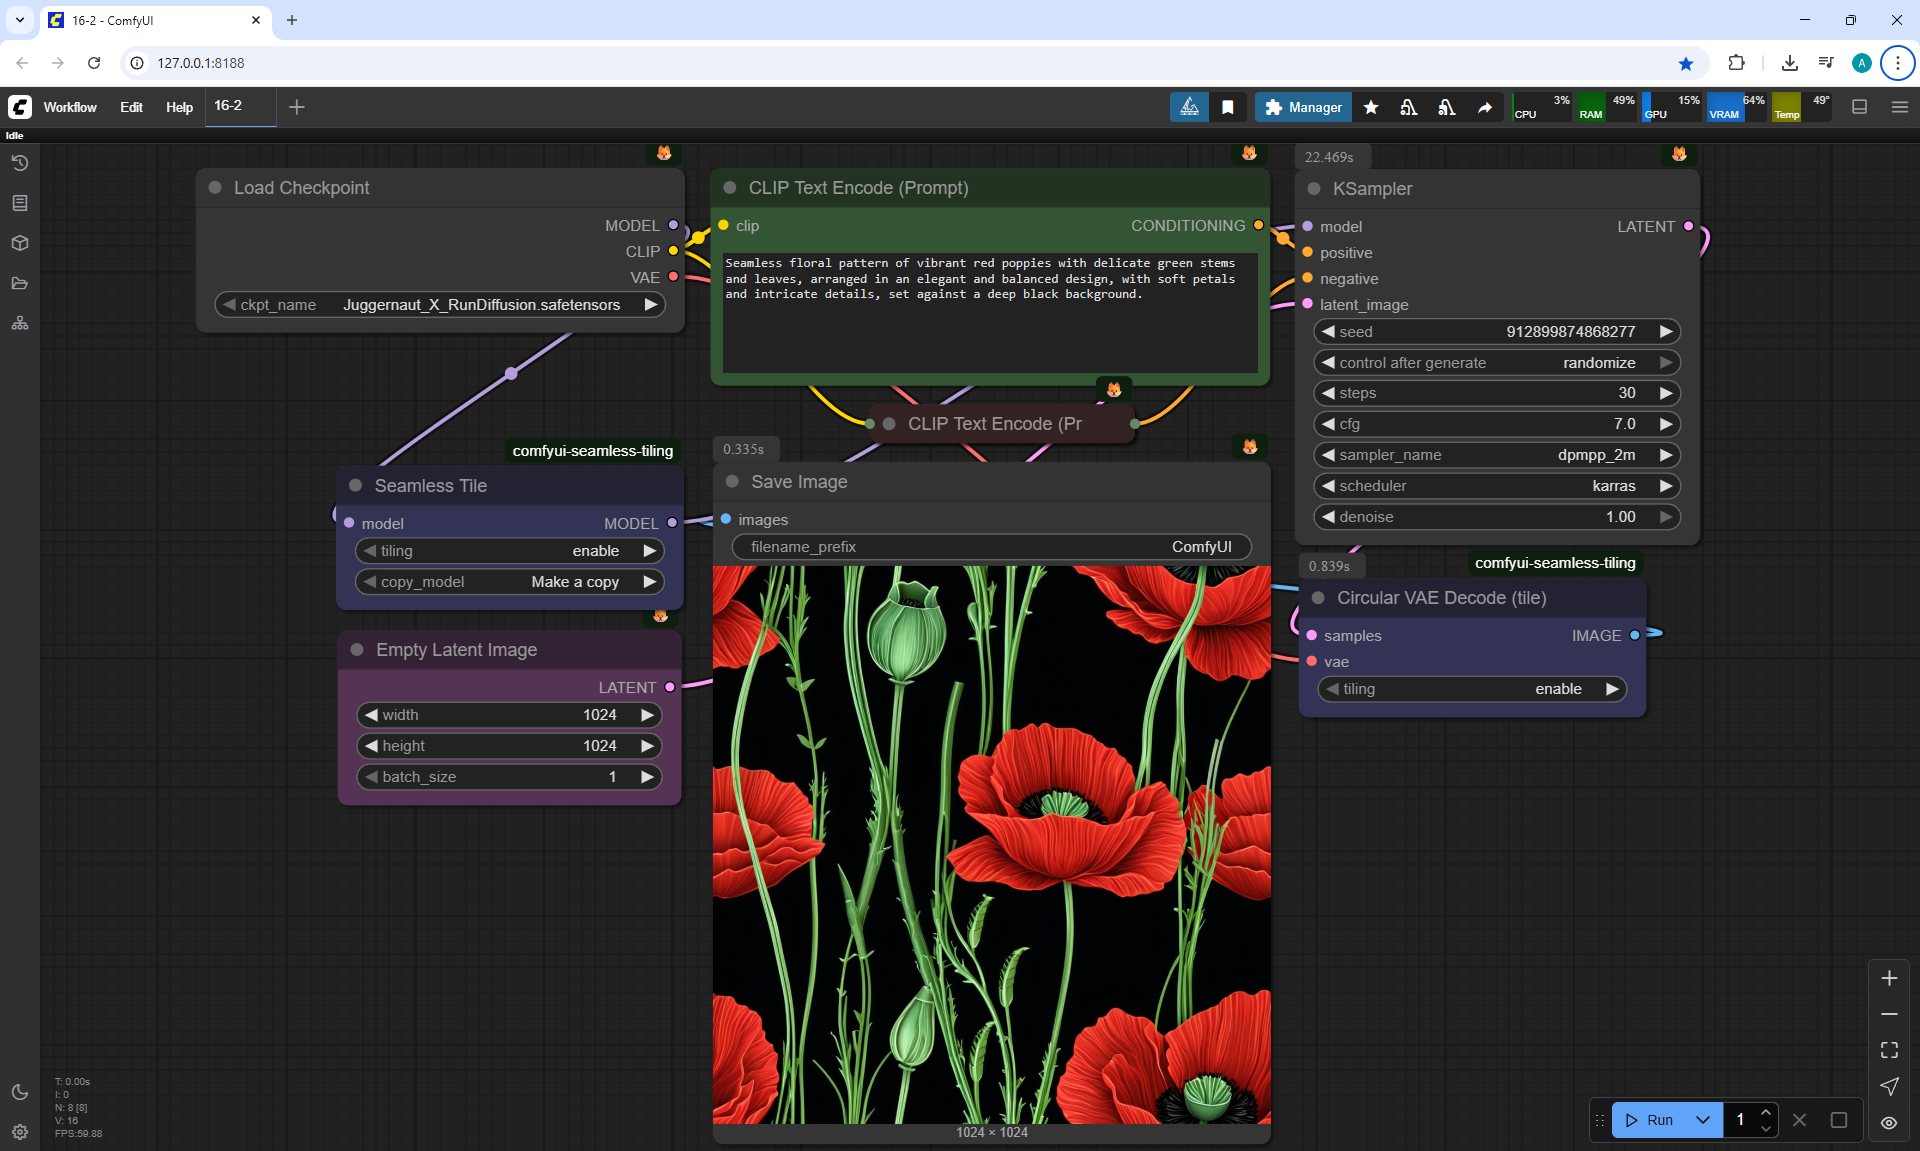 16-2 - ComfyUI
127.0.0.1:8188
A
Workflow Edit Help 16-2
Manager
CPU 3% RAM 49% GPU 15% VRAM 64% Temp 49°
Idle
Load Checkpoint
MODEL
CLIP
VAE
ckpt_name Juggernaut_X_RunDiffusion.safetensors
CLIP Text Encode (Prompt)
clip CONDITIONING
Seamless floral pattern of vibrant red poppies with delicate green stems
and leaves, arranged in an elegant and balanced design, with soft petals
and intricate details, set against a deep black background.
CLIP Text Encode (Pr
22.469s
KSampler
model LATENT
positive
negative
latent_image
seed 912899874868277
control after generate randomize
steps 30
cfg 7.0
sampler_name dpmpp_2m
scheduler karras
denoise 1.00
comfyui-seamless-tiling
Seamless Tile
model MODEL
tiling enable
copy_model Make a copy
0.335s
Save Image
images
filename_prefix ComfyUI
1024 × 1024
0.839s
comfyui-seamless-tiling
Circular VAE Decode (tile)
samples IMAGE
vae
tiling enable
Empty Latent Image
LATENT
width 1024
height 1024
batch_size 1
T: 0.00s
I: 0
N: 8 [8]
V: 16
FPS:59.88
Run 1